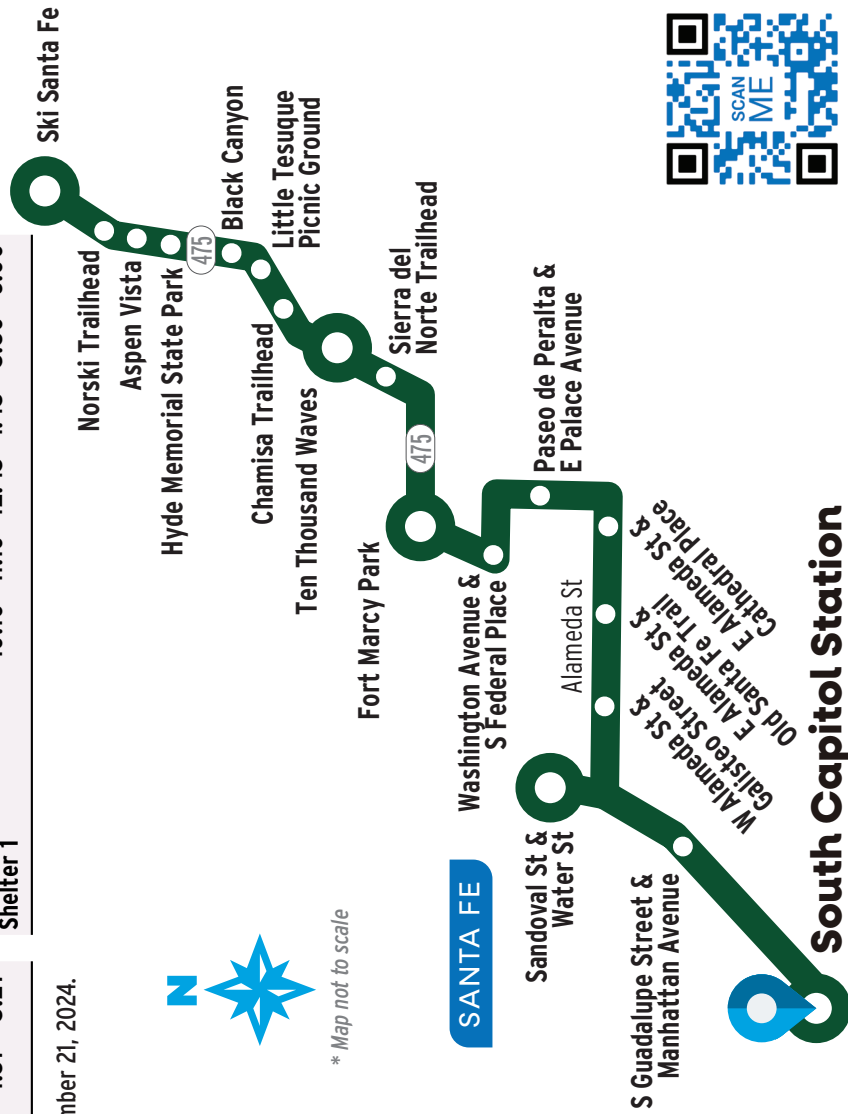 Shelter 1
mber 21, 2024.
N
* Map not to scale
SANTA FE
Ski Santa Fe
Norski Trailhead
Aspen Vista
Hyde Memorial State Park
475
Black Canyon
Little Tesuque
Picnic Ground
Chamisa Trailhead
Ten Thousand Waves
Sierra del
Norte Trailhead
475
Fort Marcy Park
Washington Avenue &
S Federal Place
Paseo de Peralta &
E Palace Avenue
Alameda St
E Alameda St &
Cathedral Place
E Alameda St &
Old Santa Fe Trail
W Alameda St &
Galisteo Street
Sandoval St &
Water St
S Guadalupe Street &
Manhattan Avenue
South Capitol Station
SCAN
ME